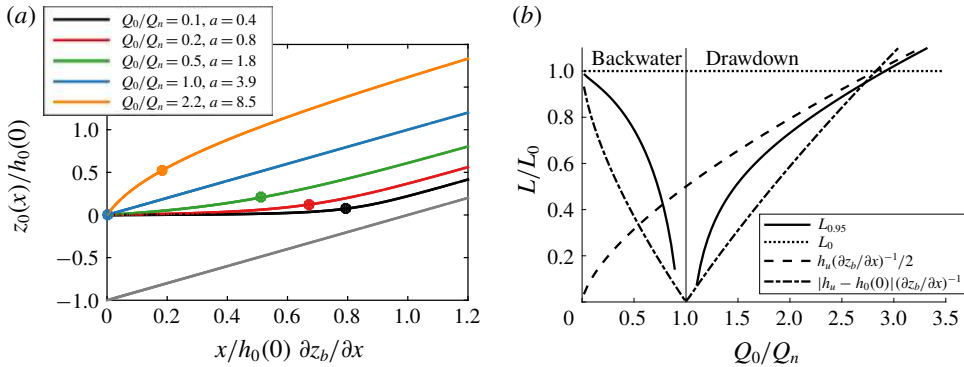 (a)
Q₀/Qₙ = 0.1, a = 0.4
Q₀/Qₙ = 0.2, a = 0.8
Q₀/Qₙ = 0.5, a = 1.8
Q₀/Qₙ = 1.0, a = 3.9
Q₀/Qₙ = 2.2, a = 8.5
z₀(x)/h₀(0)
1.0
0.5
0
−0.5
−1.0
0 0.2 0.4 0.6 0.8 1.0 1.2
x/h₀(0) ∂z_b/∂x
(b)
Backwater Drawdown
L/L₀
1.0
0.8
0.6
0.4
0.2
L₀.₉₅
L₀
hᵤ(∂z_b/∂x)⁻¹/2
|hᵤ − h₀(0)|(∂z_b/∂x)⁻¹
0 0.5 1.0 1.5 2.0 2.5 3.0 3.5
Q₀/Qₙ